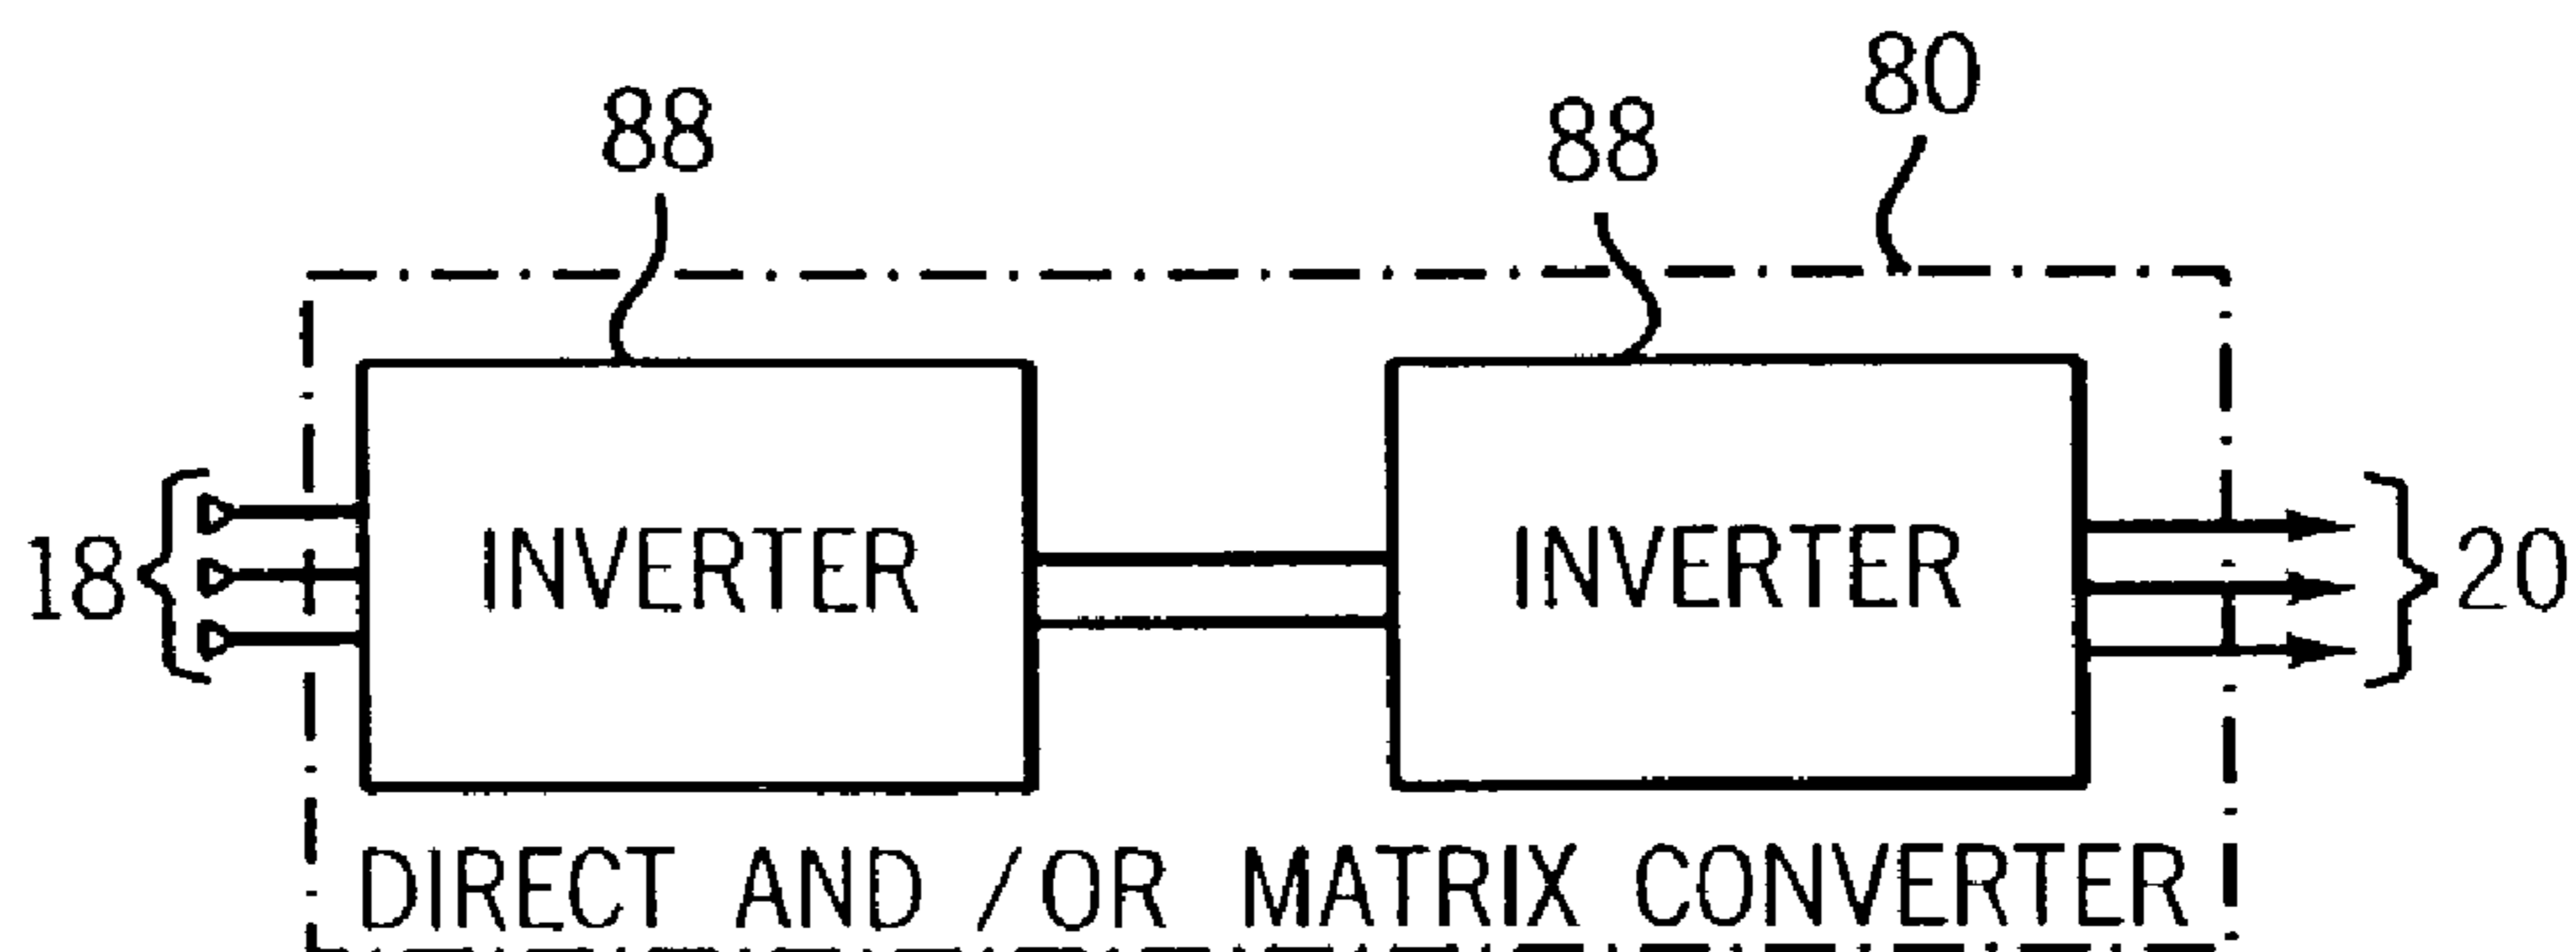 80
88
88
18
INVERTER
INVERTER
20
DIRECT AND /OR MATRIX CONVERTER